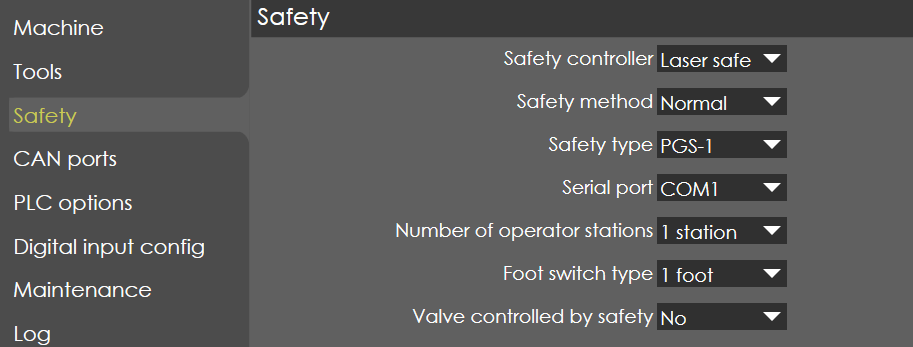 Machine
Tools
Safety
CAN ports
PLC options
Digital input config
Maintenance
Log
Safety
Safety controller Laser safe
Safety method Normal
Safety type PGS-1
Serial port COM1
Number of operator stations 1 station
Foot switch type 1 foot
Valve controlled by safety No